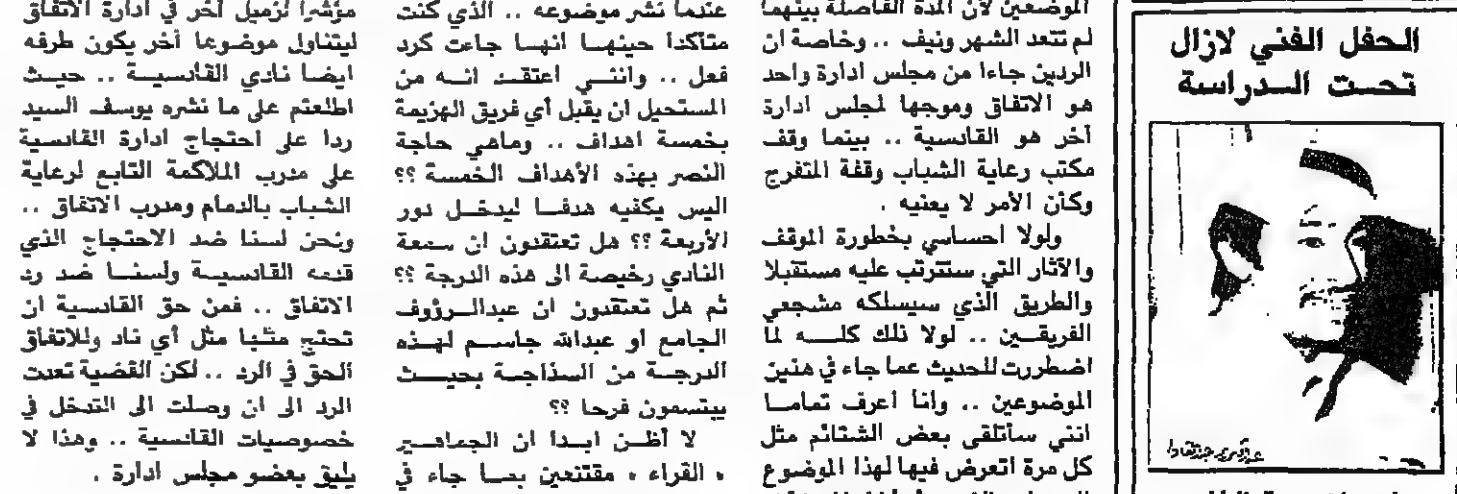 الحفل الفني لازال
تحت الدراسة
الموضعين لأن المدة الفاصلة بينهما
لم تتعد الشهر ونيف .. وخاصة ان
الردين جاءا من مجلس ادارة واحد
هو الاتفاق وموجها لمجلس ادارة
أخر هو القادسية .. بينما وقف
مكتب رعاية الشباب وقفة المتفرج
وكأن الأمر لا يعنيه .
ولولا احساسي بخطورة الموقف
والآثار التي ستترتب عليه مستقبلا
والطريق الذي سيسلكه مشجعي
الفريقين .. لولا ذلك كله لما
اضطررت للحديث عما جاء في هذين
الموضوعين .. وأنا أعرف تماما
انني سأتلقى بعض الشتائم مثل
كل مرة اتعرض فيها لهذا الموضوع
عندما نشر موضوعه .. الذي كنت
متأكدا حينها انها جاءت كرد
فعل .. وانني اعتقد انه من
المستحيل ان يقبل أي فريق الهزيمة
بخمسة اهداف .. وماهي حاجة
النصر بهذه الأهداف الخمسة ؟؟
اليس يكفيه هدفا ليدخل دور
الأربعة ؟؟ هل تعتقدون ان سمعة
النادي رخيصة الى هذه الدرجة ؟؟
ثم هل تعتقدون ان عبدالرؤوف
الجامع او عبدالله جاسم لهذه
الدرجة من السذاجة بحيث
يبتسمون فرحا ؟؟
لا أظن ابدا ان الجماهير
« القراء » مقتنعين بما جاء في
مؤشرا لزميل أخر في ادارة الاتفاق
ليتناول موضوعا أخر يكون طرفه
ايضا نادي القادسية .. حيث
اطلعتم على ما نشره يوسف السيد
ردا على احتجاج ادارة القادسية
على مدرب الملاكمة التابع لرعاية
الشباب بالدمام ومدرب الاتفاق ..
ونحن لسنا ضد الاحتجاج الذي
قدمه القادسية ولسنا ضد رد
الاتفاق .. فمن حق القادسية ان
تحتج مثلها مثل أي ناد وللاتفاق
الحق في الرد .. لكن القضية تعدت
الرد الى ان وصلت الى التدخل في
خصوصيات القادسية .. وهذا لا
يليق بعضو مجلس ادارة .